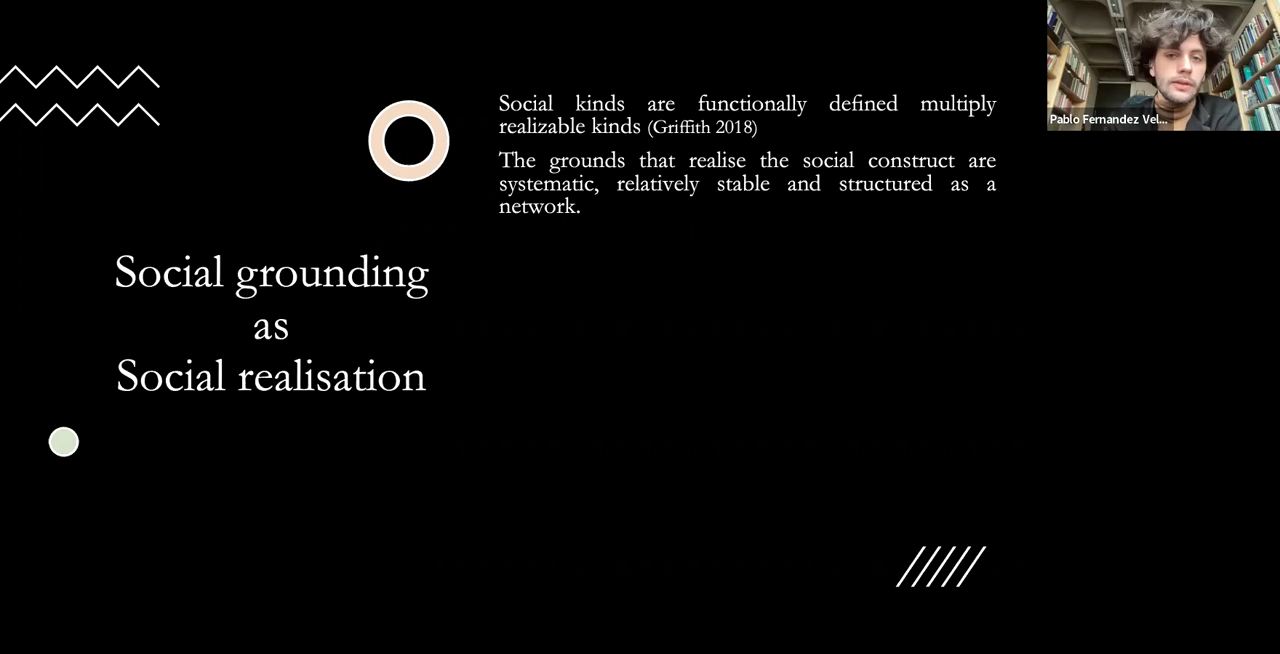 Social grounding
as
Social realisation
Social kinds are functionally defined multiply
realizable kinds (Griffith 2018)
The grounds that realise the social construct are
systematic, relatively stable and structured as a
network.
Pablo Fernandez Vel...